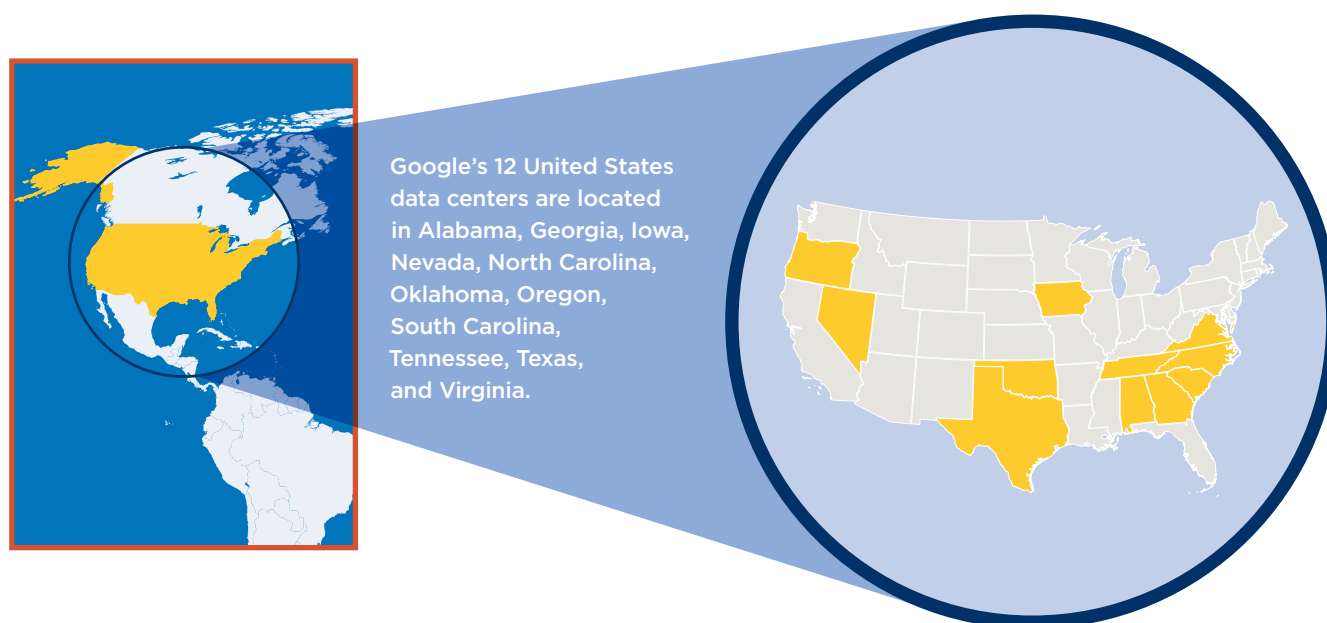 Google’s 12 United States
data centers are located
in Alabama, Georgia, Iowa,
Nevada, North Carolina,
Oklahoma, Oregon,
South Carolina,
Tennessee, Texas,
and Virginia.